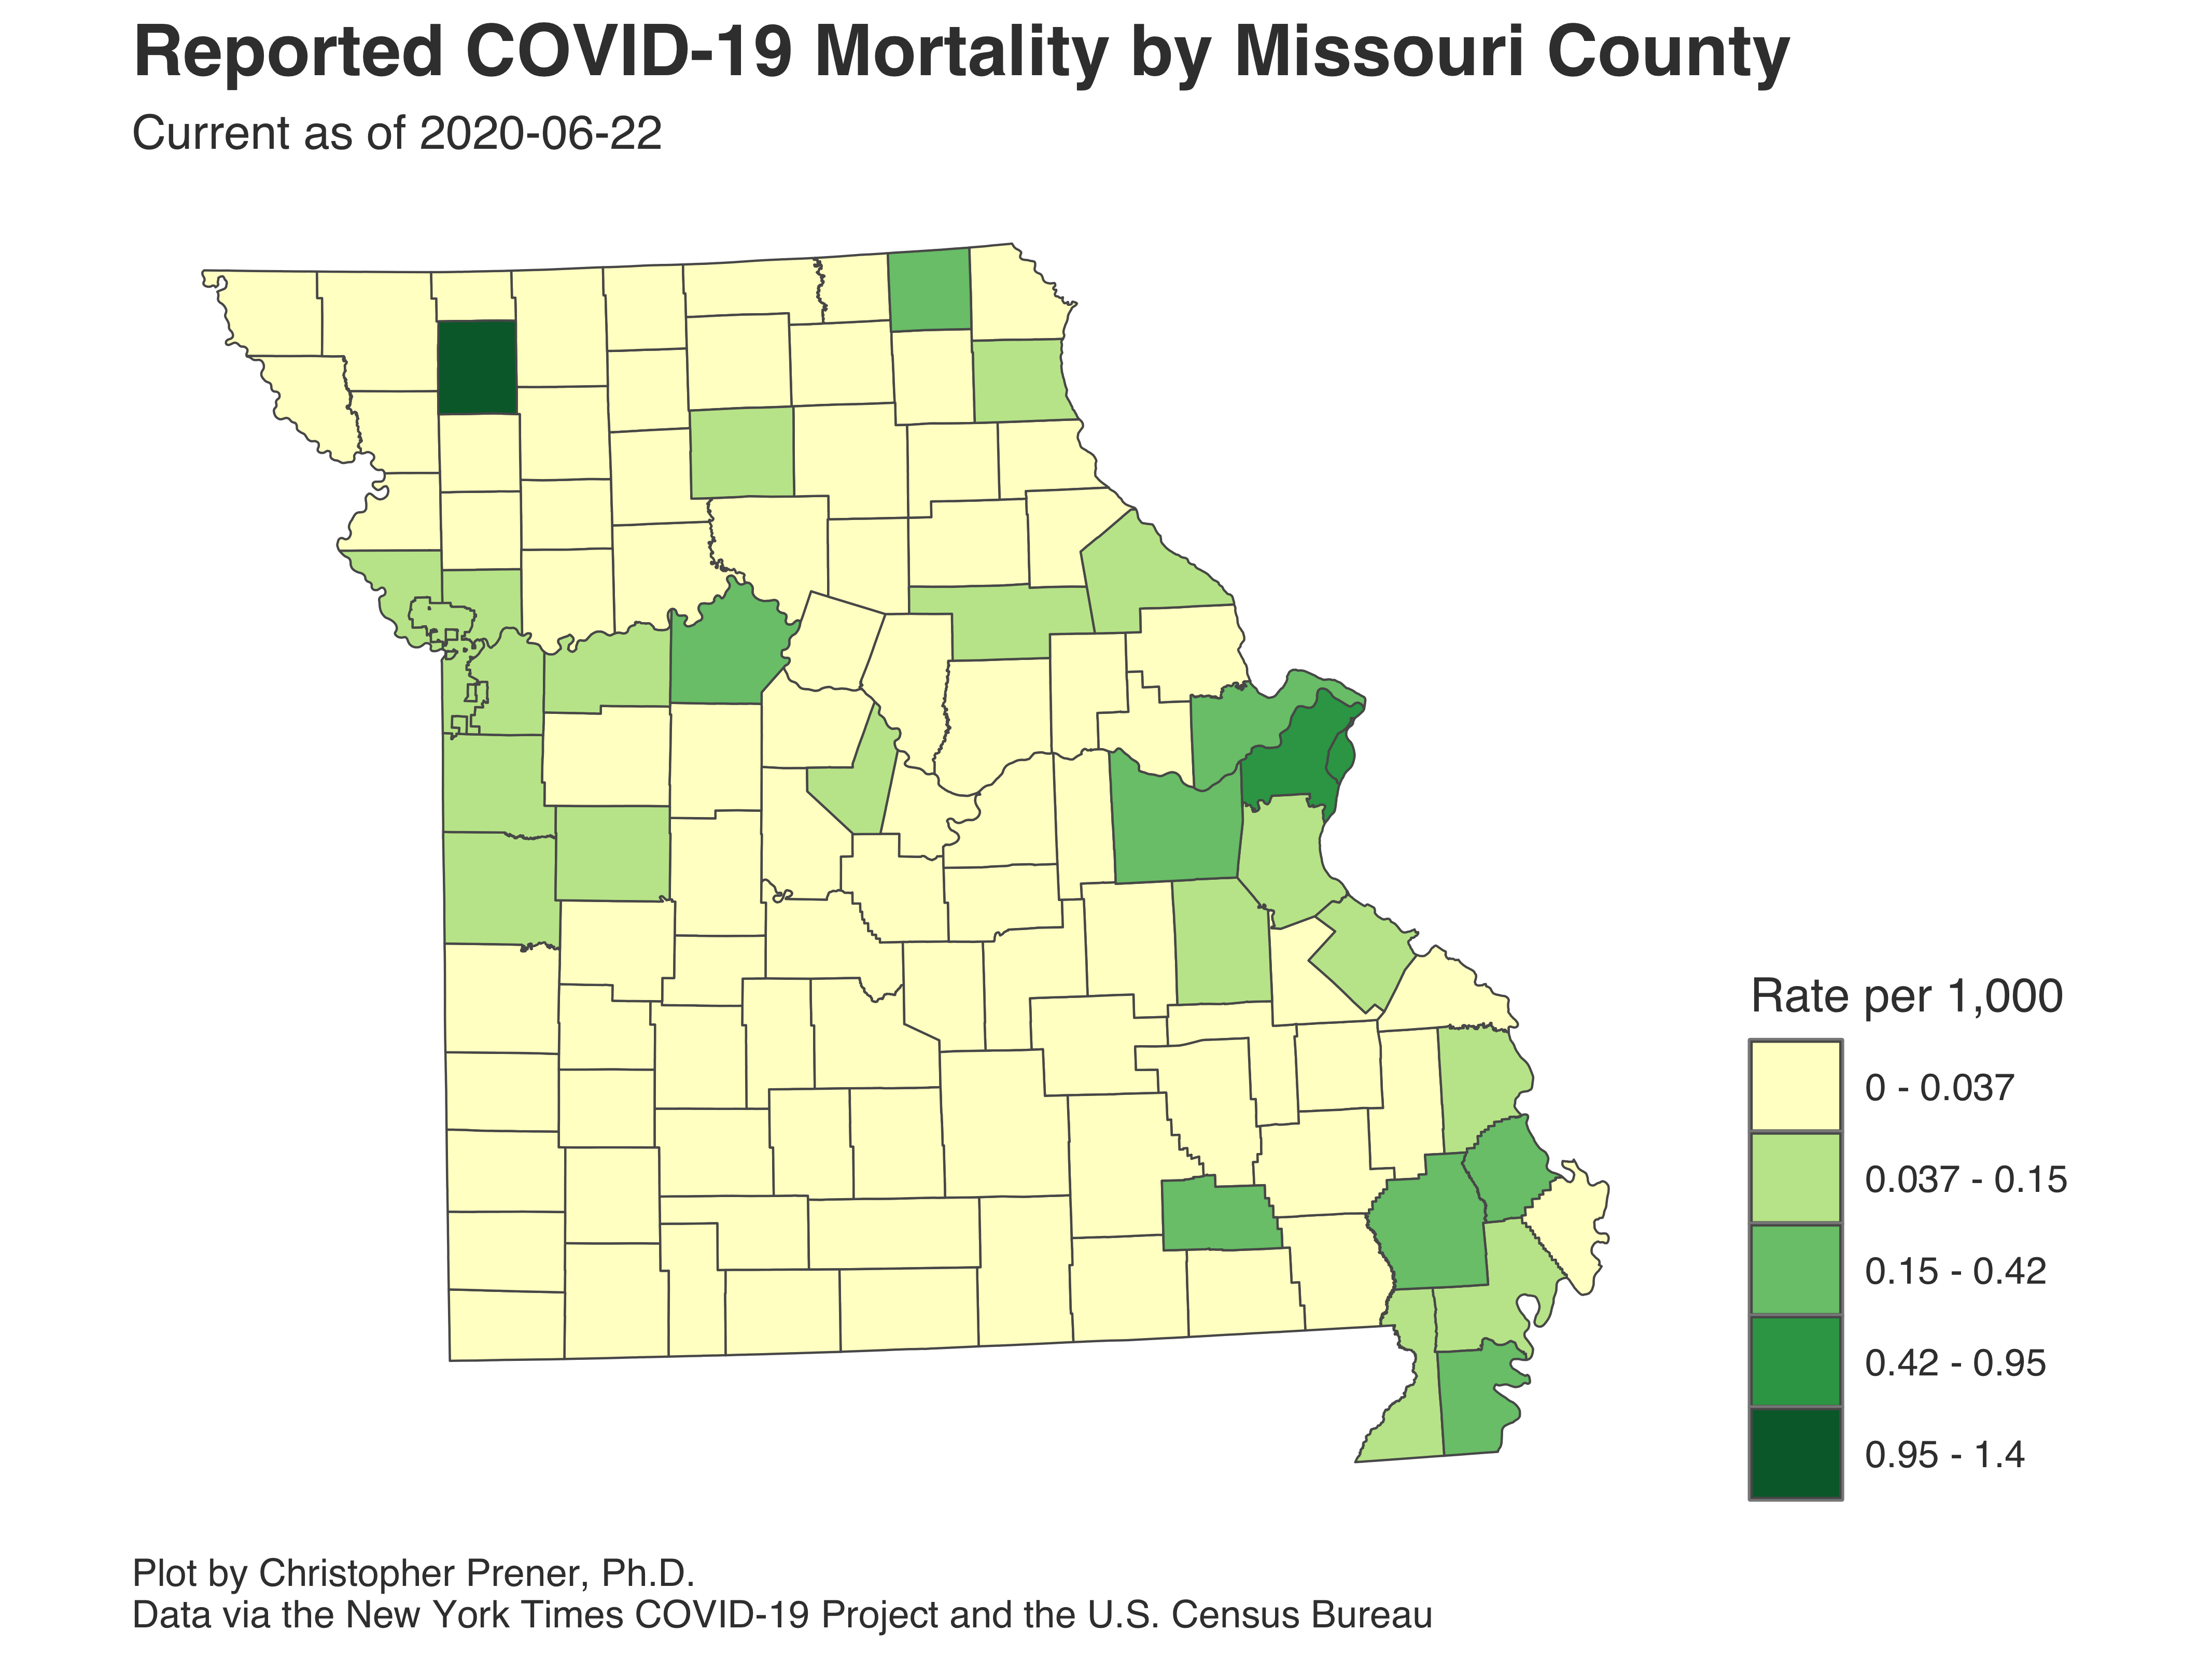 Reported COVID-19 Mortality by Missouri County
Current as of 2020-06-22
Rate per 1,000
0 - 0.037
0.037 - 0.15
0.15 - 0.42
0.42 - 0.95
0.95 - 1.4
Plot by Christopher Prener, Ph.D.
Data via the New York Times COVID-19 Project and the U.S. Census Bureau